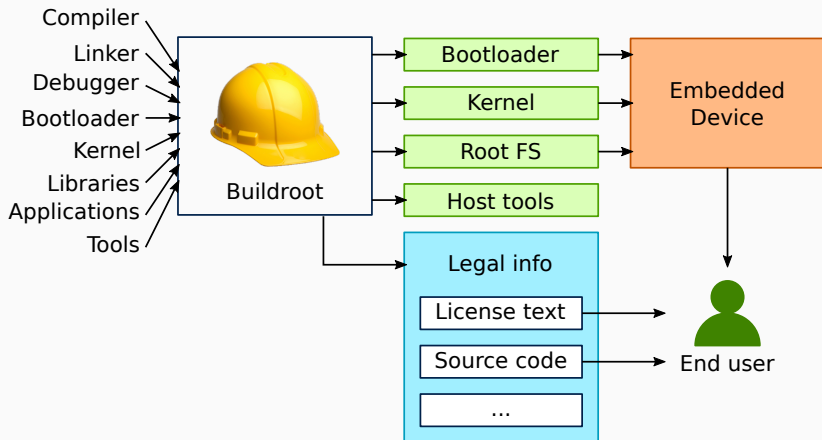 Compiler
Linker
Debugger
Bootloader
Kernel
Libraries
Applications
Tools
Buildroot
Bootloader
Kernel
Root FS
Host tools
Embedded
Device
Legal info
License text
Source code
...
End user